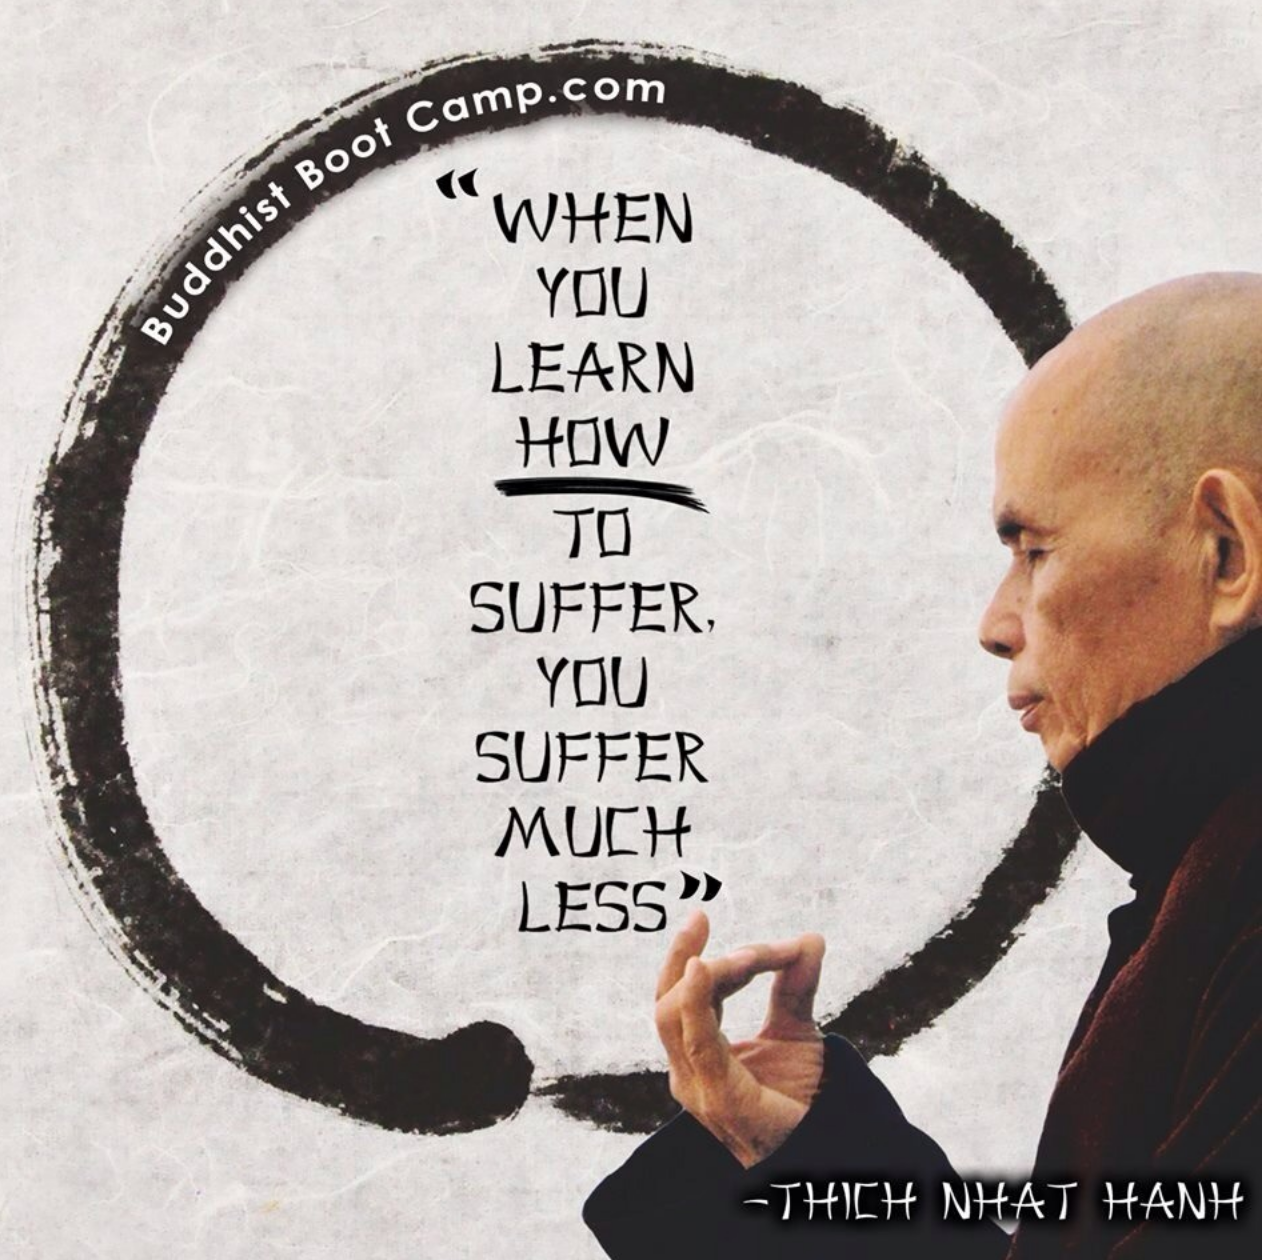 Buddhist Boot Camp.com
“WHEN
YOU
LEARN
HOW
TO
SUFFER,
YOU
SUFFER
MUCH
LESS”
-THICH NHAT HANH